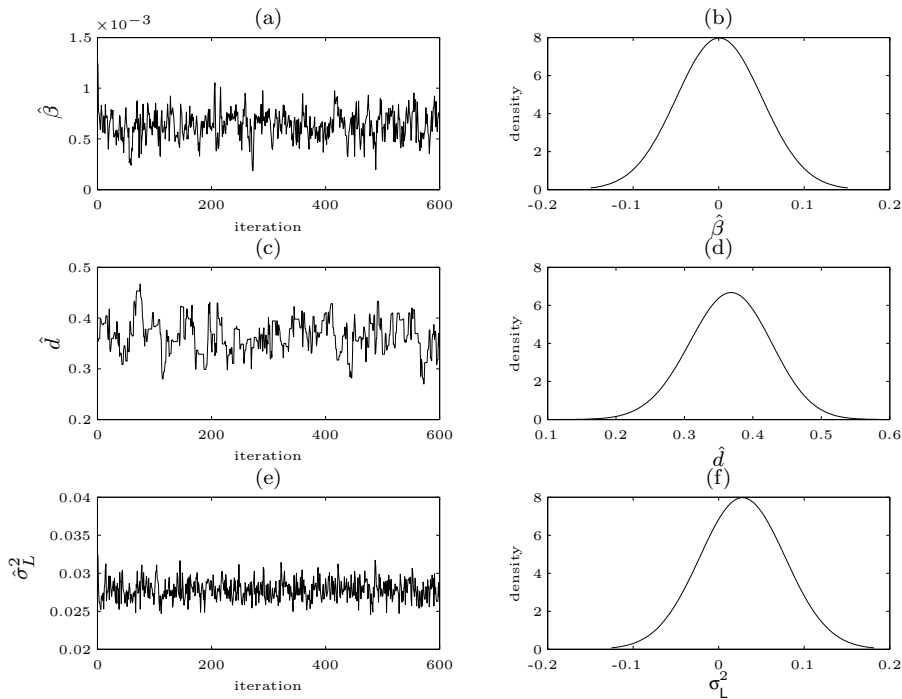 (a)
×10⁻³
1.5
1
0.5
0
β̂
0 200 400 600
iteration
(b)
8
6
4
2
0
density
-0.2 -0.1 0 0.1 0.2
β̂
(c)
0.5
0.4
0.3
0.2
d̂
0 200 400 600
iteration
(d)
8
6
4
2
0
density
0.1 0.2 0.3 0.4 0.5 0.6
d̂
(e)
0.04
0.035
0.03
0.025
0.02
σ̂²_L
0 200 400 600
iteration
(f)
8
6
4
2
0
density
-0.2 -0.1 0 0.1 0.2
σ²_L